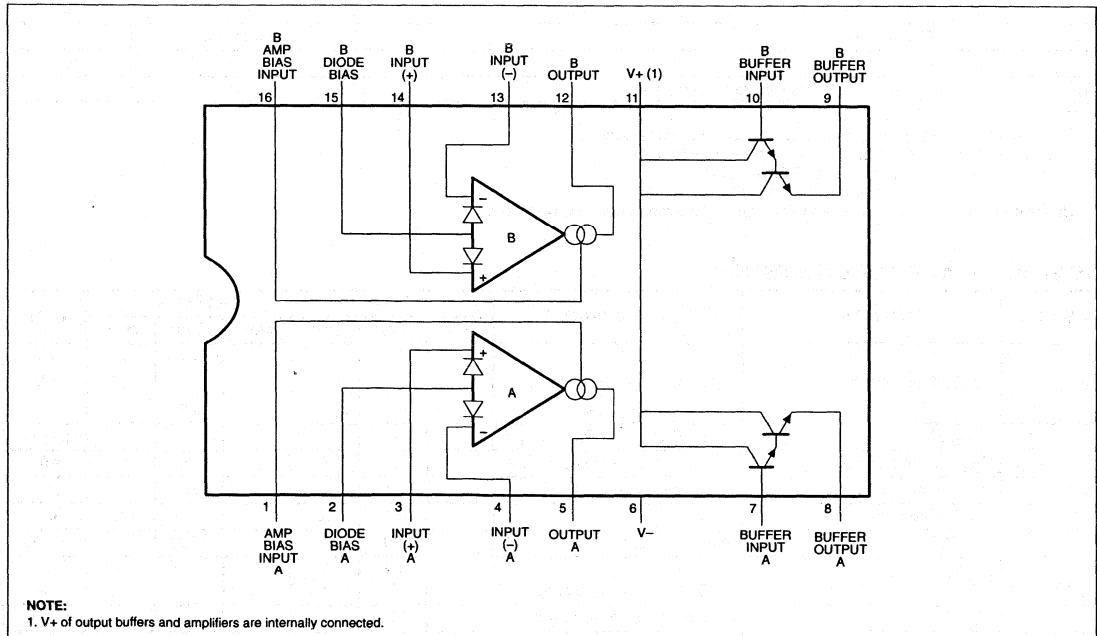 B
AMP
BIAS
INPUT
B
DIODE
BIAS
B
INPUT
(+)
B
INPUT
(–)
B
OUTPUT
V+ (1)
B
BUFFER
INPUT
B
BUFFER
OUTPUT
16 15 14 13 12 11 10 9
–
B
+
+
A
–
1 2 3 4 5 6 7 8
AMP
BIAS
INPUT
A
DIODE
BIAS
A
INPUT
(+)
A
INPUT
(–)
A
OUTPUT
A
V–
BUFFER
INPUT
A
BUFFER
OUTPUT
A
NOTE:
1. V+ of output buffers and amplifiers are internally connected.